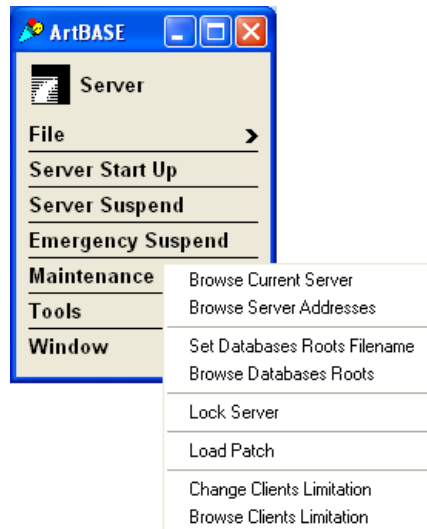 ArtBASE
Server
File
Server Start Up
Server Suspend
Emergency Suspend
Maintenance
Tools
Window
Browse Current Server
Browse Server Addresses
Set Databases Roots Filename
Browse Databases Roots
Lock Server
Load Patch
Change Clients Limitation
Browse Clients Limitation